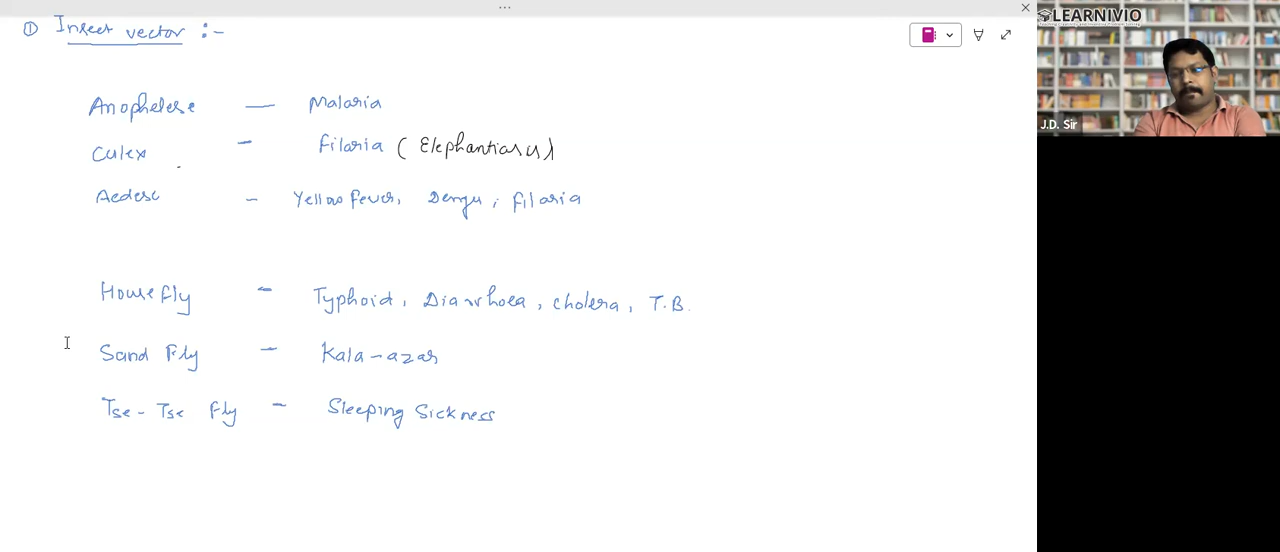 ① Insect vector :-
LEARNIVIO
J.D. Sir
Anophelese — Malaria
Culex - Filaria (Elephantiasis)
Aedese - Yellow Fever, Dengu, Filaria
Housefly - Typhoid, Diarrhoea, cholera, T.B.
Sand Fly - Kala-azar
Tse-Tse Fly - Sleeping Sickness